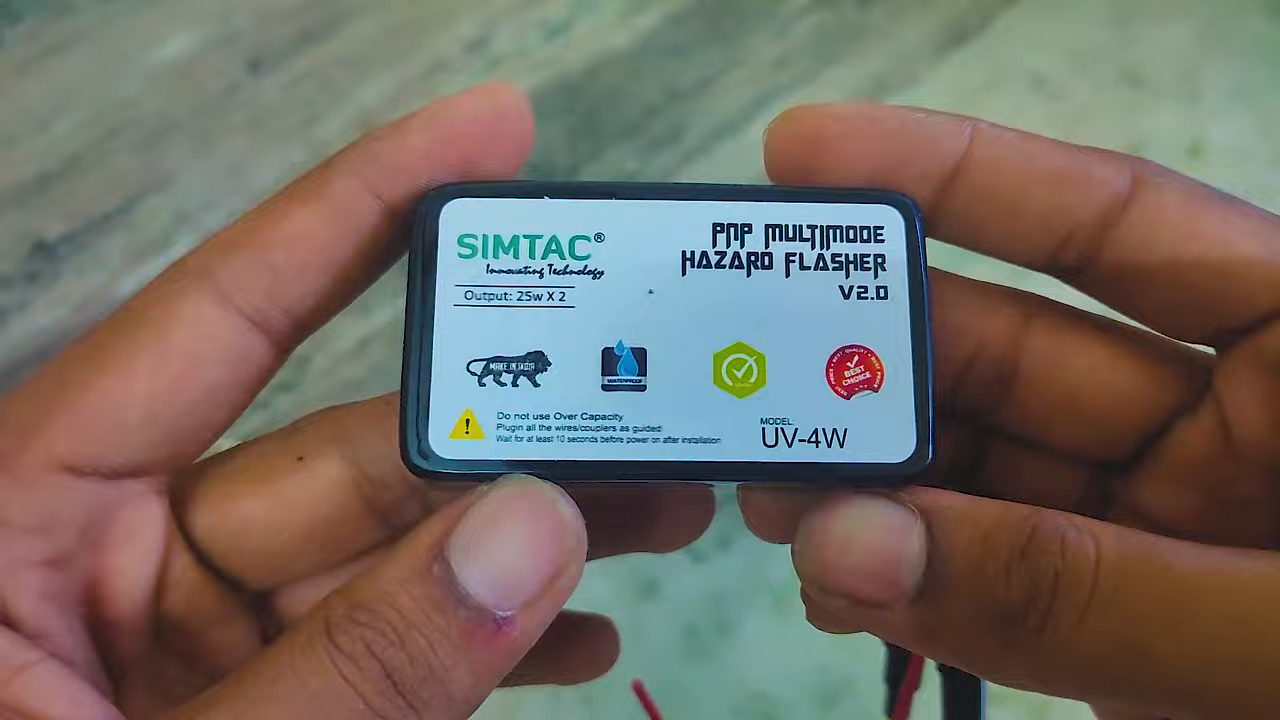 SIMTAC®
Innovating Technology
Output: 25w X 2
PNP MULTIMODE
HAZARD FLASHER
V2.0
MAKE IN INDIA
WATERPROOF
BEST QUALITY
BEST
CHOICE
Do not use Over Capacity
Plugin all the wires/couplers as guided
Wait for at least 10 seconds before power on after installation
MODEL:
UV-4W